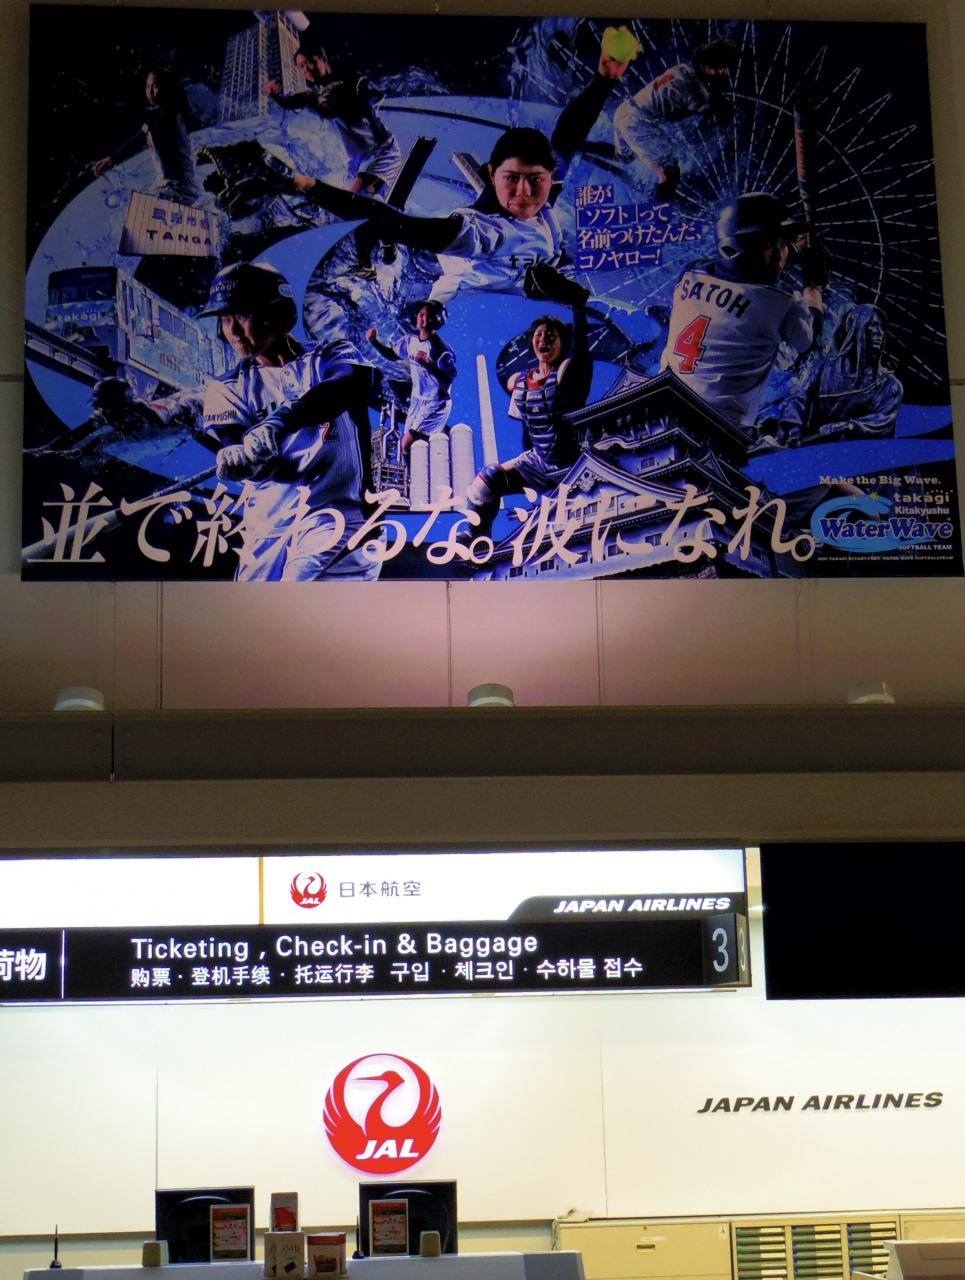 TANGA
takagi
誰が
「ソフト」って
名前つけたんだ、
コノヤロー!
SATOH
4
並で終わるな。波になれ。
Make the Big Wave.
takagi
Kitakyushu
WaterWave
SOFTBALL TEAM
JAL 日本航空
JAPAN AIRLINES
荷物
Ticketing , Check-in & Baggage
购票 · 登机手续 · 托运行李 구입 · 체크인 · 수하물 접수
3
JAL
JAPAN AIRLINES